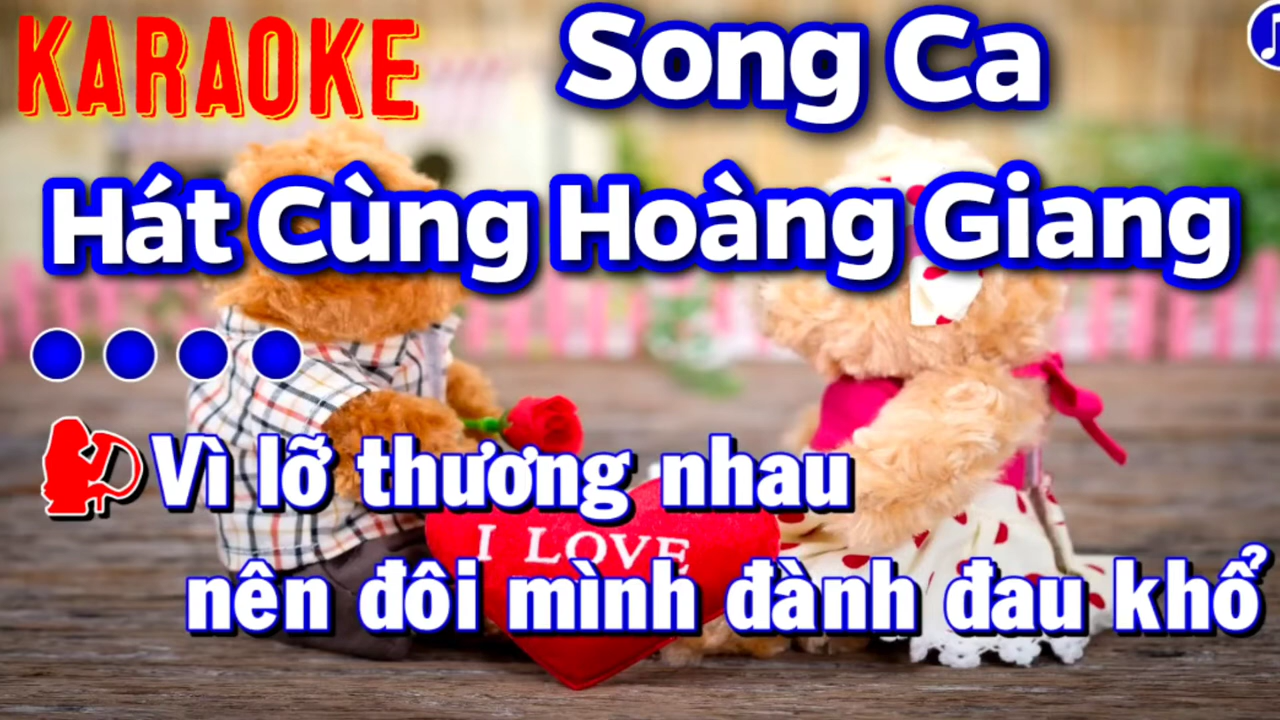 KARAOKE
Song Ca
Hát Cùng Hoàng Giang
Vì lỡ thương nhau
I LOVE
nên đôi mình đành đau khổ